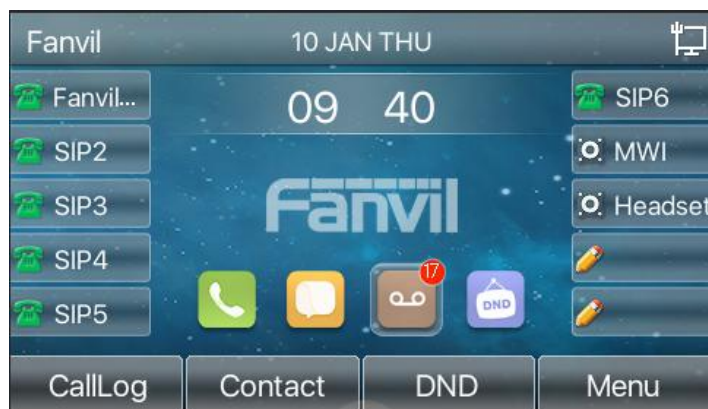 Fanvil 10 JAN THU
Fanvil... 09 40 SIP6
SIP2 MWI
SIP3 Fanvil Headset
SIP4 17
SIP5 DND
CallLog Contact DND Menu